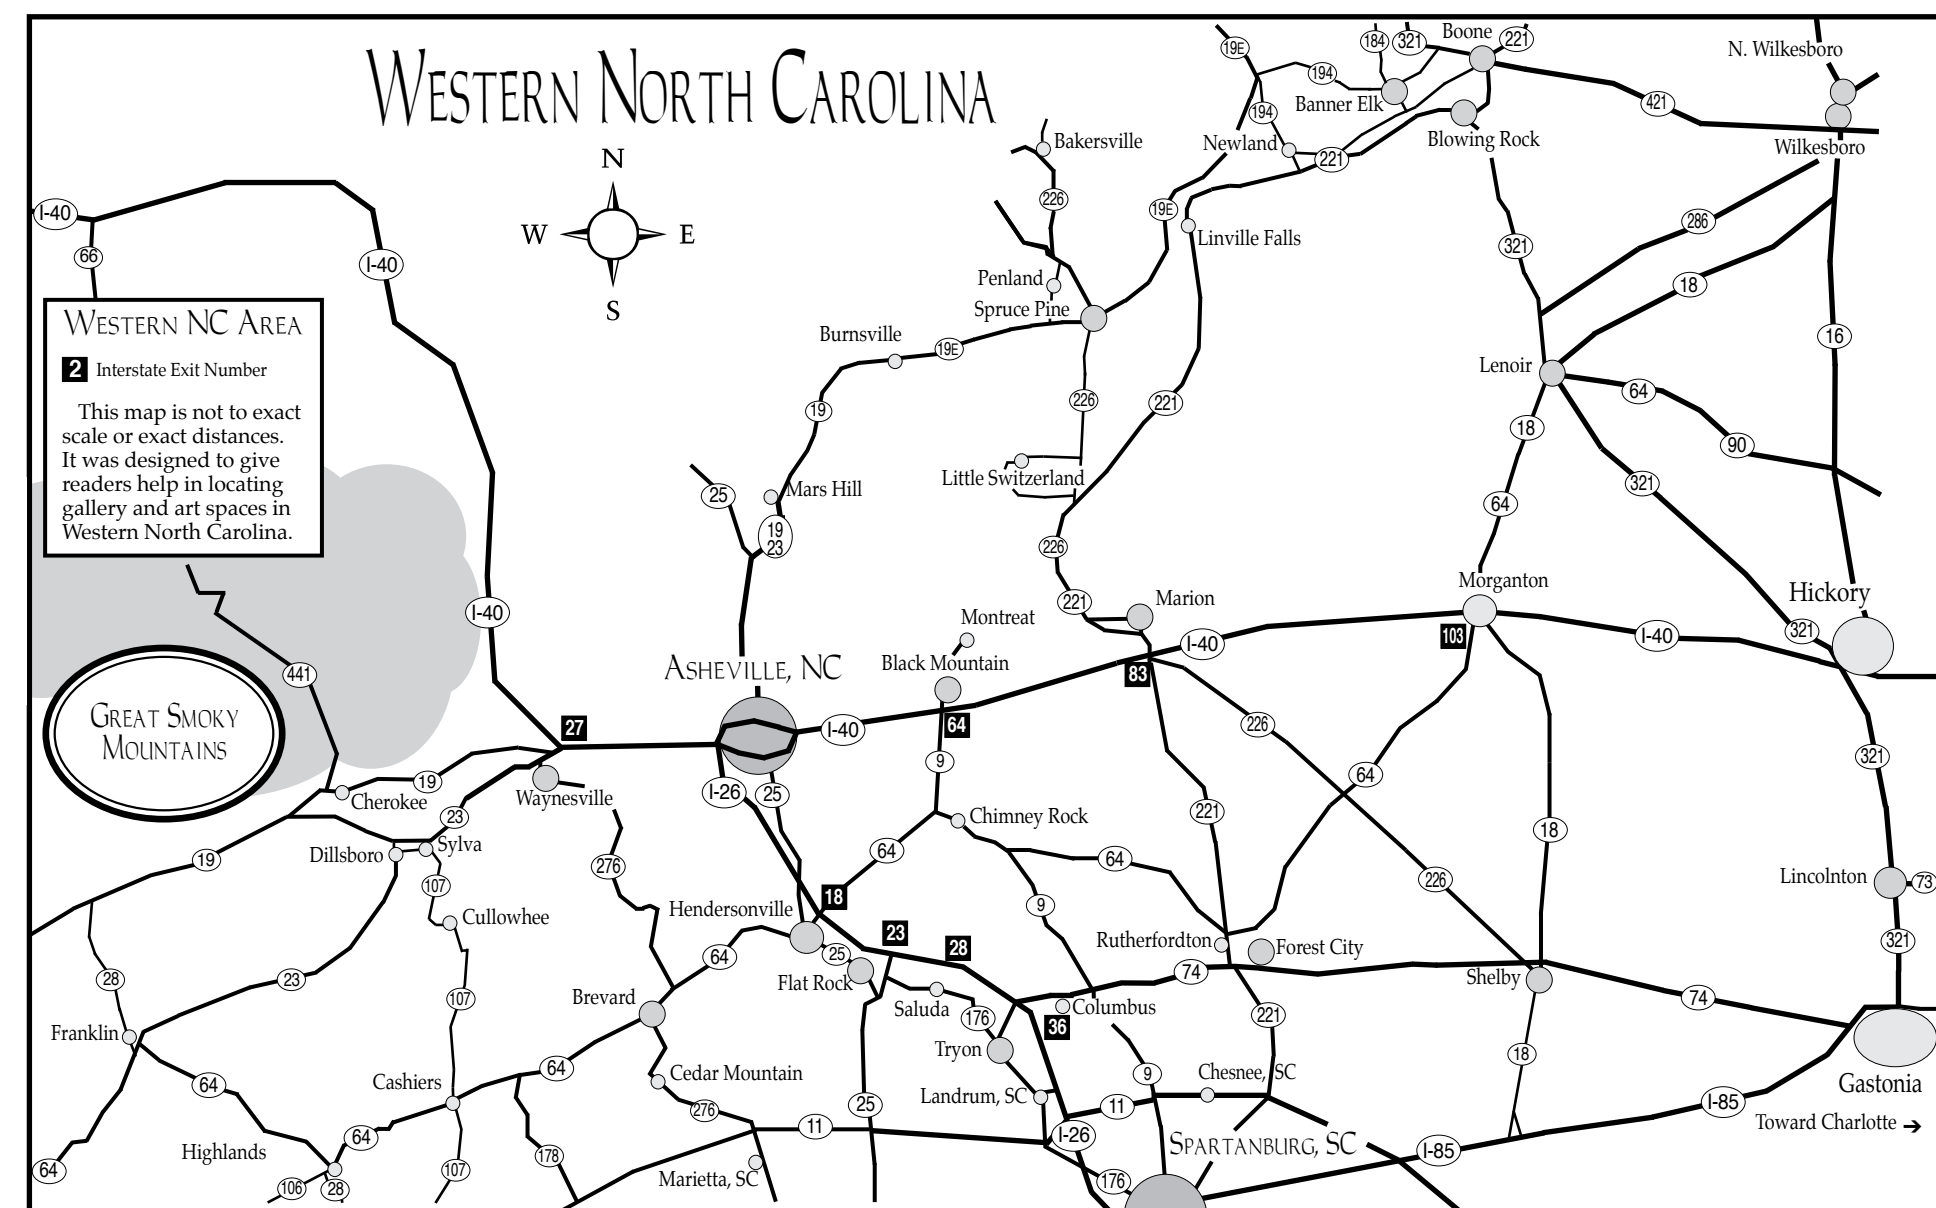 WESTERN NORTH CAROLINA
19E
184
321
Boone
221
N. Wilkesboro
194
Banner Elk
421
194
Newland
221
Blowing Rock
Wilkesboro
Bakersville
N
W
E
S
I-40
66
I-40
226
19E
Linville Falls
321
286
18
16
Penland
Spruce Pine
Burnsville
19E
WESTERN NC AREA
2 Interstate Exit Number
This map is not to exact
scale or exact distances.
It was designed to give
readers help in locating
gallery and art spaces in
Western North Carolina.
19
226
221
Lenoir
64
18
90
Little Switzerland
25
Mars Hill
19
23
321
64
226
Morganton
Hickory
I-40
221
Marion
Montreat
I-40
103
I-40
321
ASHEVILLE, NC
Black Mountain
83
441
GREAT SMOKY
MOUNTAINS
27
I-40
64
226
9
321
64
Cherokee
19
Waynesville
I-26
25
23
Chimney Rock
221
18
Dillsboro
Sylva
19
276
64
64
107
18
226
Lincolnton
73
Cullowhee
Hendersonville
9
23
28
Rutherfordton
Forest City
321
64
25
28
23
Flat Rock
74
Shelby
107
Brevard
Saluda
176
Columbus
74
36
221
Franklin
Tryon
18
64
Cashiers
64
Cedar Mountain
Landrum, SC
9
Chesnee, SC
Gastonia
276
25
11
I-85
Toward Charlotte ➔
64
11
I-26
SPARTANBURG, SC
Highlands
178
I-85
64
107
Marietta, SC
176
106
28